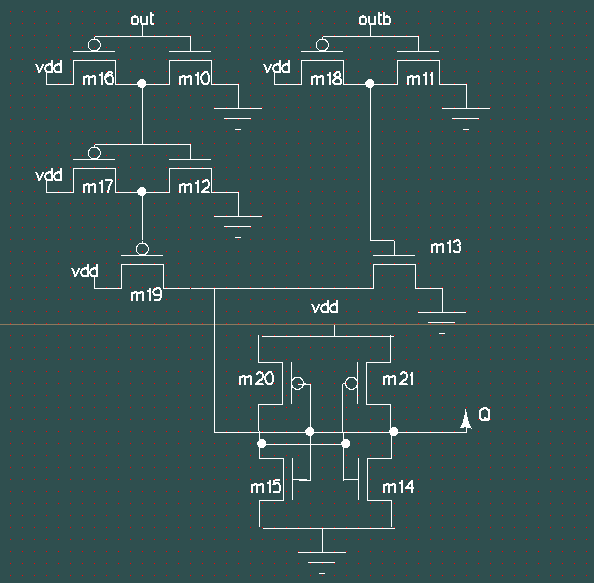 out outb
vdd m16 m10 vdd m18 m11
vdd m17 m12
m13
vdd m19
vdd
m20 m21
Q
m15 m14